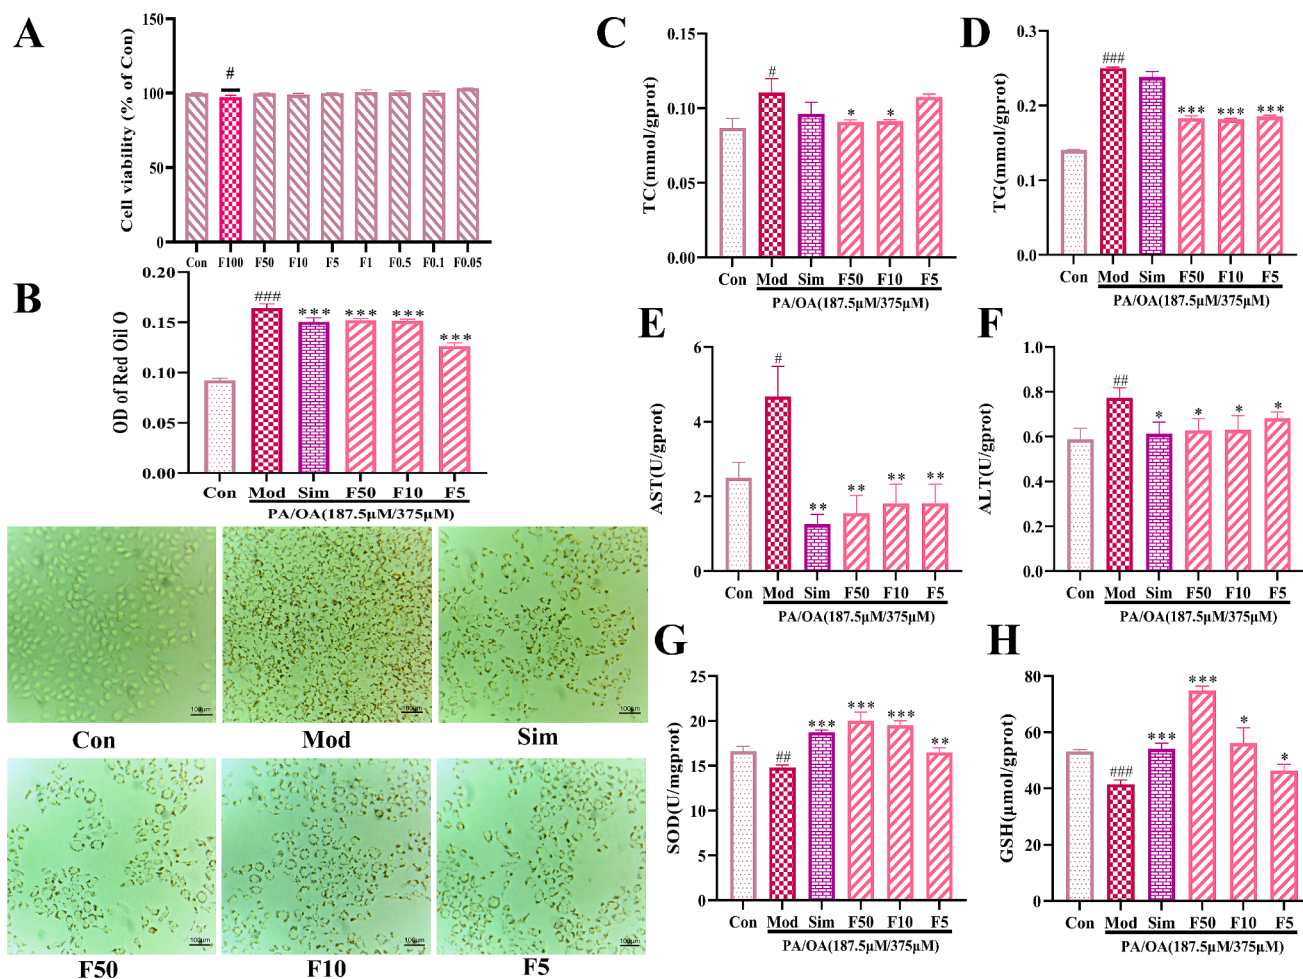 A
Cell viability (% of Con)
150
100
50
0
#
Con F100 F50 F10 F5 F1 F0.5 F0.1 F0.05
B
OD of Red Oil O
0.20
0.15
0.10
0.05
0.00
###
*** *** *** ***
Con Mod Sim F50 F10 F5
PA/OA(187.5μM/375μM)
100μm 100μm 100μm
Con Mod Sim
100μm 100μm 100μm
F50 F10 F5
C
TC(mmol/gprot)
0.15
0.10
0.05
0.00
#
* *
Con Mod Sim F50 F10 F5
PA/OA(187.5μM/375μM)
D
TG(mmol/gprot)
0.3
0.2
0.1
0.0
###
*** *** ***
Con Mod Sim F50 F10 F5
PA/OA(187.5μM/375μM)
E
AST(U/gprot)
6
4
2
0
#
** ** ** **
Con Mod Sim F50 F10 F5
PA/OA(187.5μM/375μM)
F
ALT(U/gprot)
1.0
0.8
0.6
0.4
0.2
0.0
##
* * * *
Con Mod Sim F50 F10 F5
PA/OA(187.5μM/375μM)
G
SOD(U/mgprot)
25
20
15
10
5
0
##
*** *** *** **
Con Mod Sim F50 F10 F5
PA/OA(187.5μM/375μM)
H
GSH(μmol/gprot)
80
60
40
20
0
###
*** *** * *
Con Mod Sim F50 F10 F5
PA/OA(187.5μM/375μM)